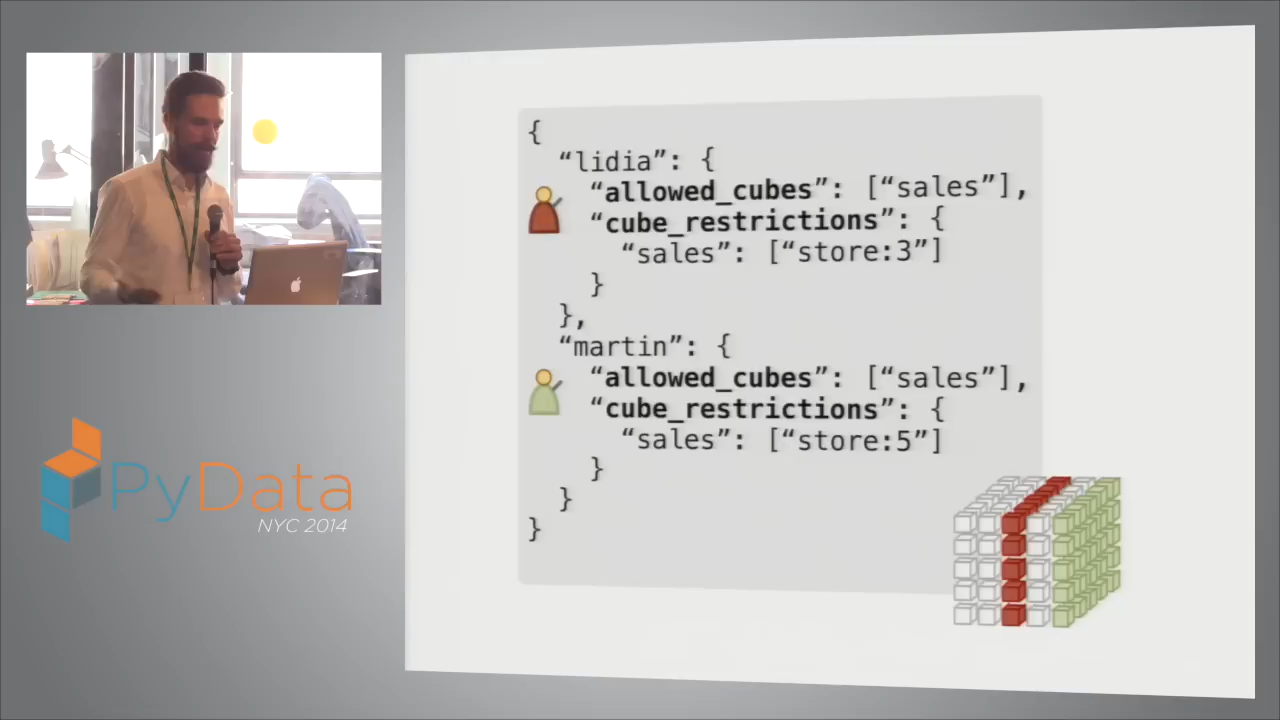 {
“lidia”: {
“allowed_cubes”: [“sales”],
“cube_restrictions”: {
“sales”: [“store:3”]
}
},
“martin”: {
“allowed_cubes”: [“sales”],
“cube_restrictions”: {
“sales”: [“store:5”]
}
}
}
PyData
NYC 2014